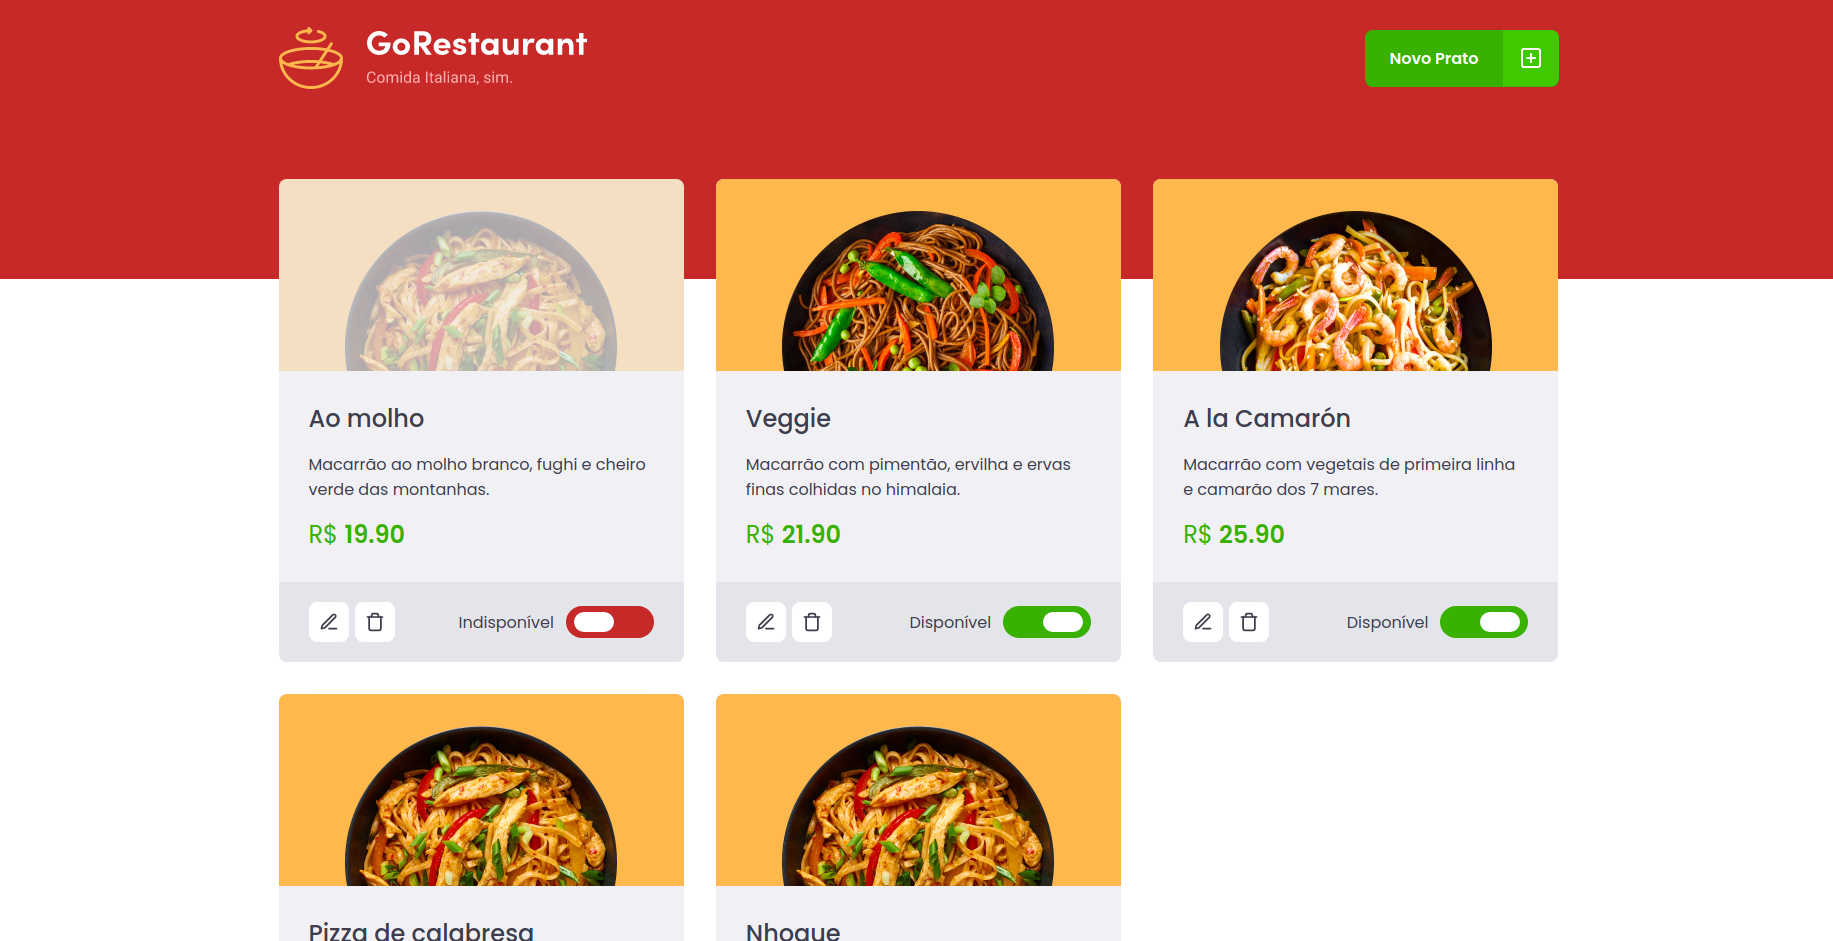 GoRestaurant
Comida Italiana, sim.
Novo Prato
Ao molho
Macarrão ao molho branco, fughi e cheiro
verde das montanhas.
R$ 19.90
Indisponível
Veggie
Macarrão com pimentão, ervilha e ervas
finas colhidas no himalaia.
R$ 21.90
Disponível
A la Camarón
Macarrão com vegetais de primeira linha
e camarão dos 7 mares.
R$ 25.90
Disponível
Pizza de calabresa
Nhoque